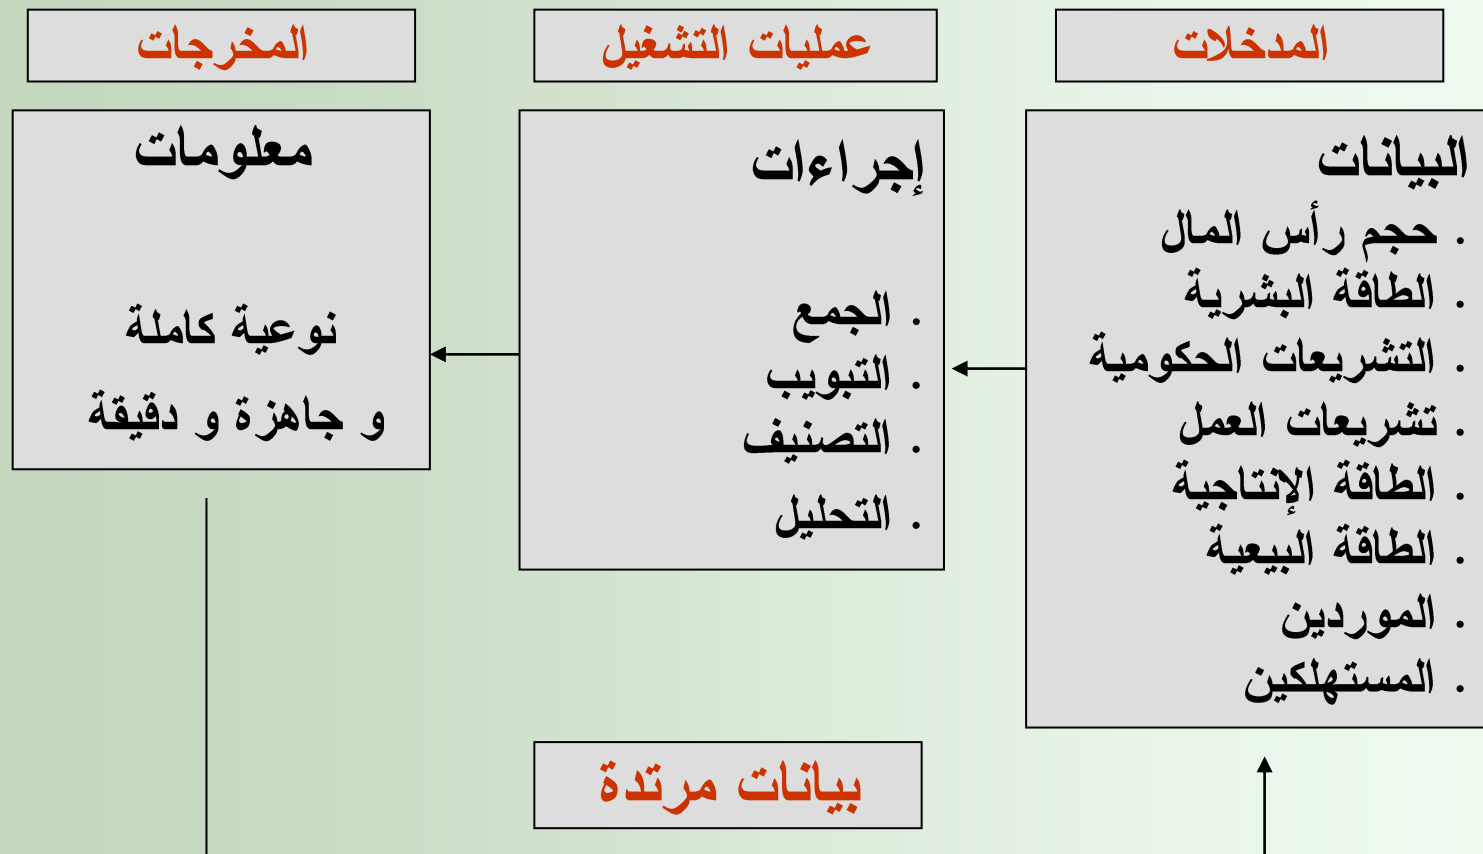 المدخلات
عمليات التشغيل
المخرجات
البيانات
. حجم رأس المال
. الطاقة البشرية
. التشريعات الحكومية
. تشريعات العمل
. الطاقة الإنتاجية
. الطاقة البيعية
. الموردين
. المستهلكين
إجراءات
. الجمع
. التبويب
. التصنيف
. التحليل
معلومات
نوعية كاملة
و جاهزة و دقيقة
بيانات مرتدة